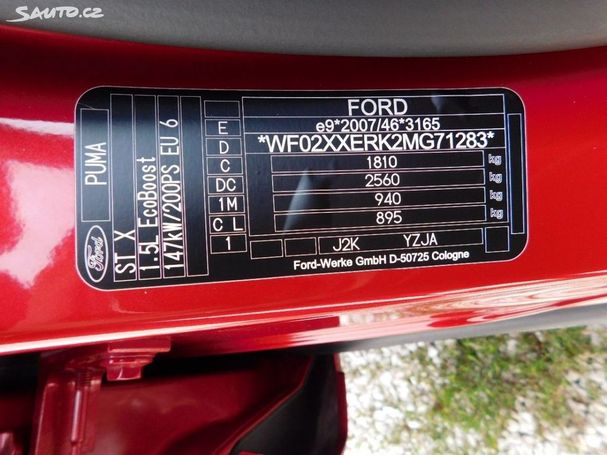 Sauto.cz
PUMA
Ford
ST X
1.5L EcoBoost
147kW/200PS EU 6
FORD
E e9*2007/46*3165
D *WF02XXERK2MG71283*
C 1810 kg
DC 2560 kg
1M 940 kg
C L 895 kg
1 J2K YZJA
Ford-Werke GmbH D-50725 Cologne